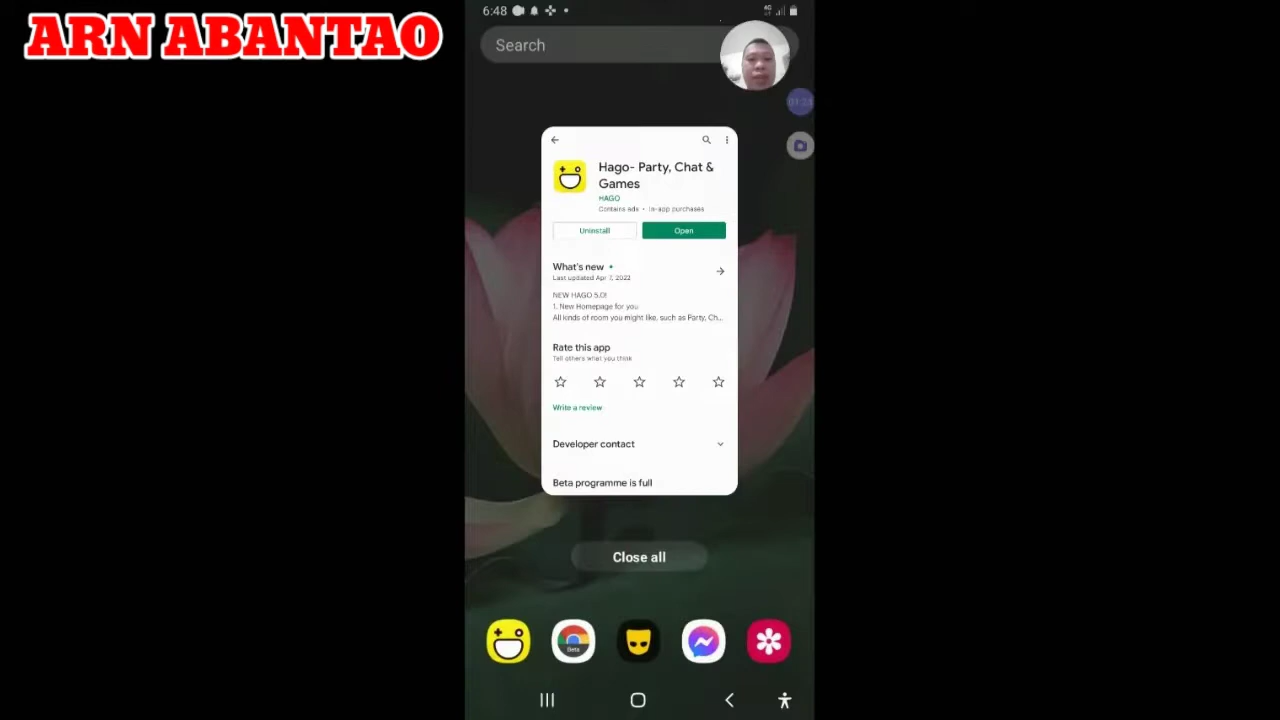 ARN ABANTAO
6:48
4G
Search
Hago- Party, Chat &
Games
HAGO
Contains ads • In-app purchases
Uninstall
Open
What's new •
Last updated Apr 7, 2022
NEW HAGO 5.0!
1. New Homepage for you
All kinds of room you might like, such as Party, Ch...
Rate this app
Tell others what you think
Write a review
Developer contact
Beta programme is full
Close all
Beta